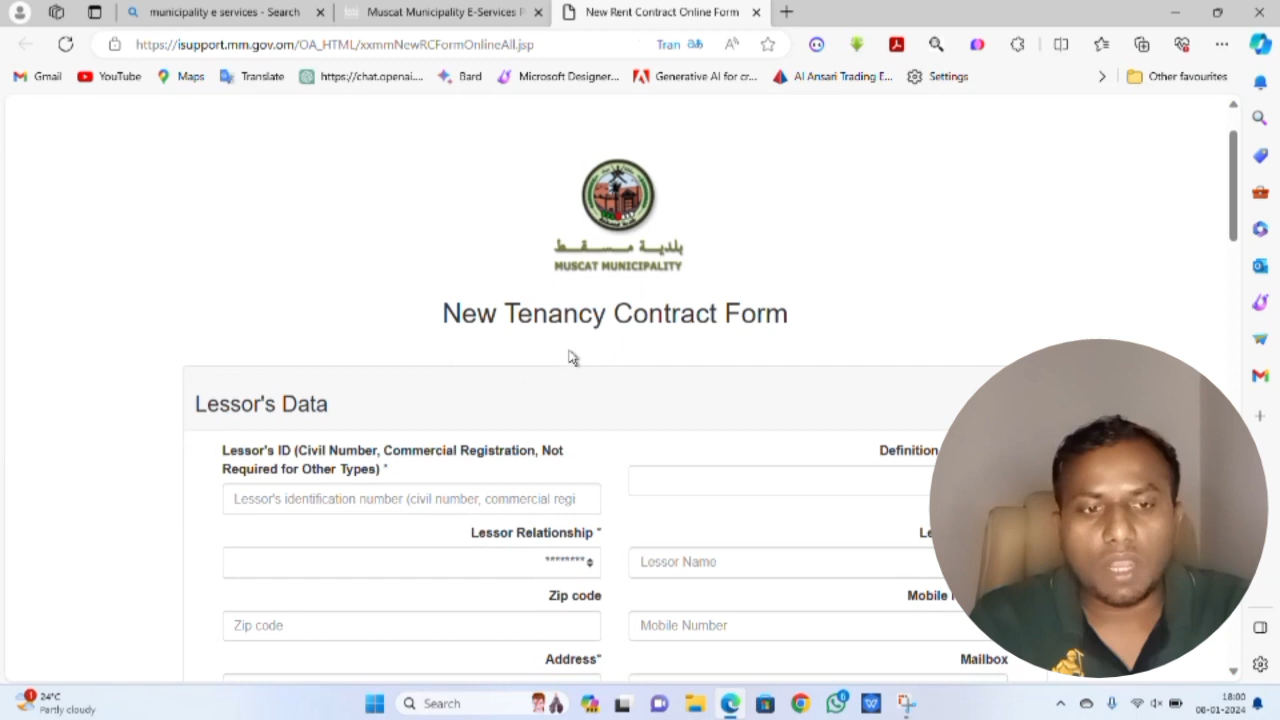 municipality e services - Search
Muscat Municipality E-Services P
New Rent Contract Online Form
https://isupport.mm.gov.om/OA_HTML/xxmmNewRCFormOnlineAll.jsp
Tran
Gmail
YouTube
Maps
Translate
https://chat.openai....
Bard
Microsoft Designer...
Generative AI for cr...
Al Ansari Trading E...
Settings
Other favourites
بلدية مسقط
MUSCAT MUNICIPALITY
New Tenancy Contract Form
Lessor's Data
Lessor's ID (Civil Number, Commercial Registration, Not
Required for Other Types) *
Definition
Lessor's identification number (civil number, commercial regi
Lessor Relationship *
Le
********
Lessor Name
Zip code
Mobile
Zip code
Mobile Number
Address*
Mailbox
1
24°C
Partly cloudy
Search
6
18:00
08-01-2024